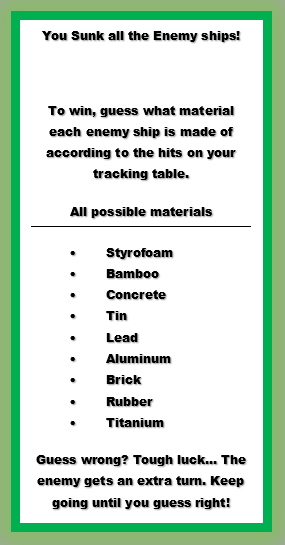 You Sunk all the Enemy ships!
To win, guess what material
each enemy ship is made of
according to the hits on your
tracking table.
All possible materials
• Styrofoam
• Bamboo
• Concrete
• Tin
• Lead
• Aluminum
• Brick
• Rubber
• Titanium
Guess wrong? Tough luck... The
enemy gets an extra turn. Keep
going until you guess right!